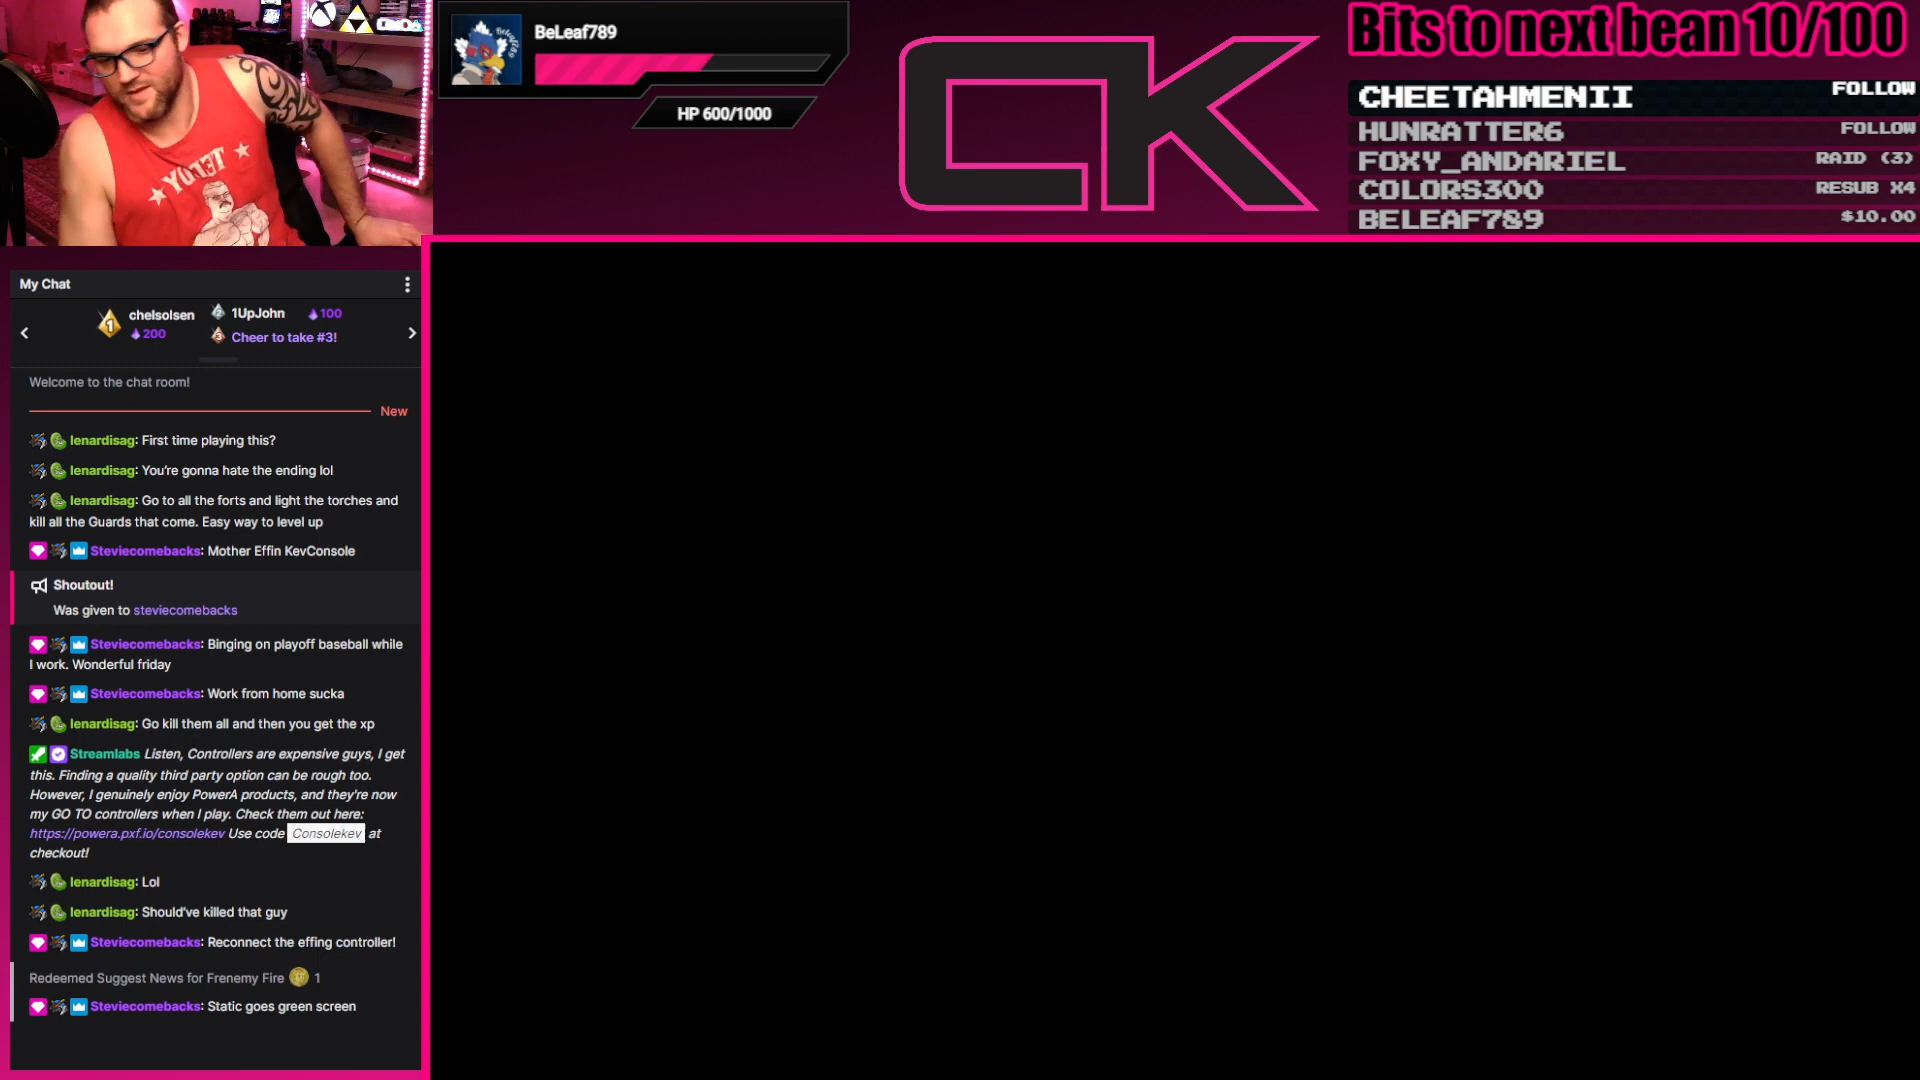 BeLeaf789
HP 600/1000
CK
Bits to next bean 10/100
CHEETAHMENII FOLLOW
HUNRATTER6 FOLLOW
FOXY_ANDARIEL RAID (3)
COLORS300 RESUB X4
BELEAF789 $10.00
My Chat
1 chelsolsen 200
2 1UpJohn 100
3 Cheer to take #3!
Welcome to the chat room!
New
lenardisag: First time playing this?
lenardisag: You're gonna hate the ending lol
lenardisag: Go to all the forts and light the torches and
kill all the Guards that come. Easy way to level up
Steviecomebacks: Mother Effin KevConsole
Shoutout!
Was given to steviecomebacks
Steviecomebacks: Binging on playoff baseball while
I work. Wonderful friday
Steviecomebacks: Work from home sucka
lenardisag: Go kill them all and then you get the xp
Streamlabs Listen, Controllers are expensive guys, I get
this. Finding a quality third party option can be rough too.
However, I genuinely enjoy PowerA products, and they're now
my GO TO controllers when I play. Check them out here:
https://powera.pxf.io/consolekev Use code Consolekev at
checkout!
lenardisag: Lol
lenardisag: Should've killed that guy
Steviecomebacks: Reconnect the effing controller!
Redeemed Suggest News for Frenemy Fire 1
Steviecomebacks: Static goes green screen